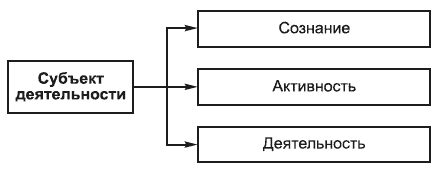 Субъект
деятельности
Сознание
Активность
Деятельность